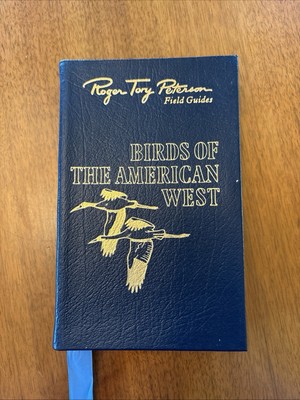 Roger Tory Peterson
Field Guides
BIRDS OF
THE AMERICAN
WEST